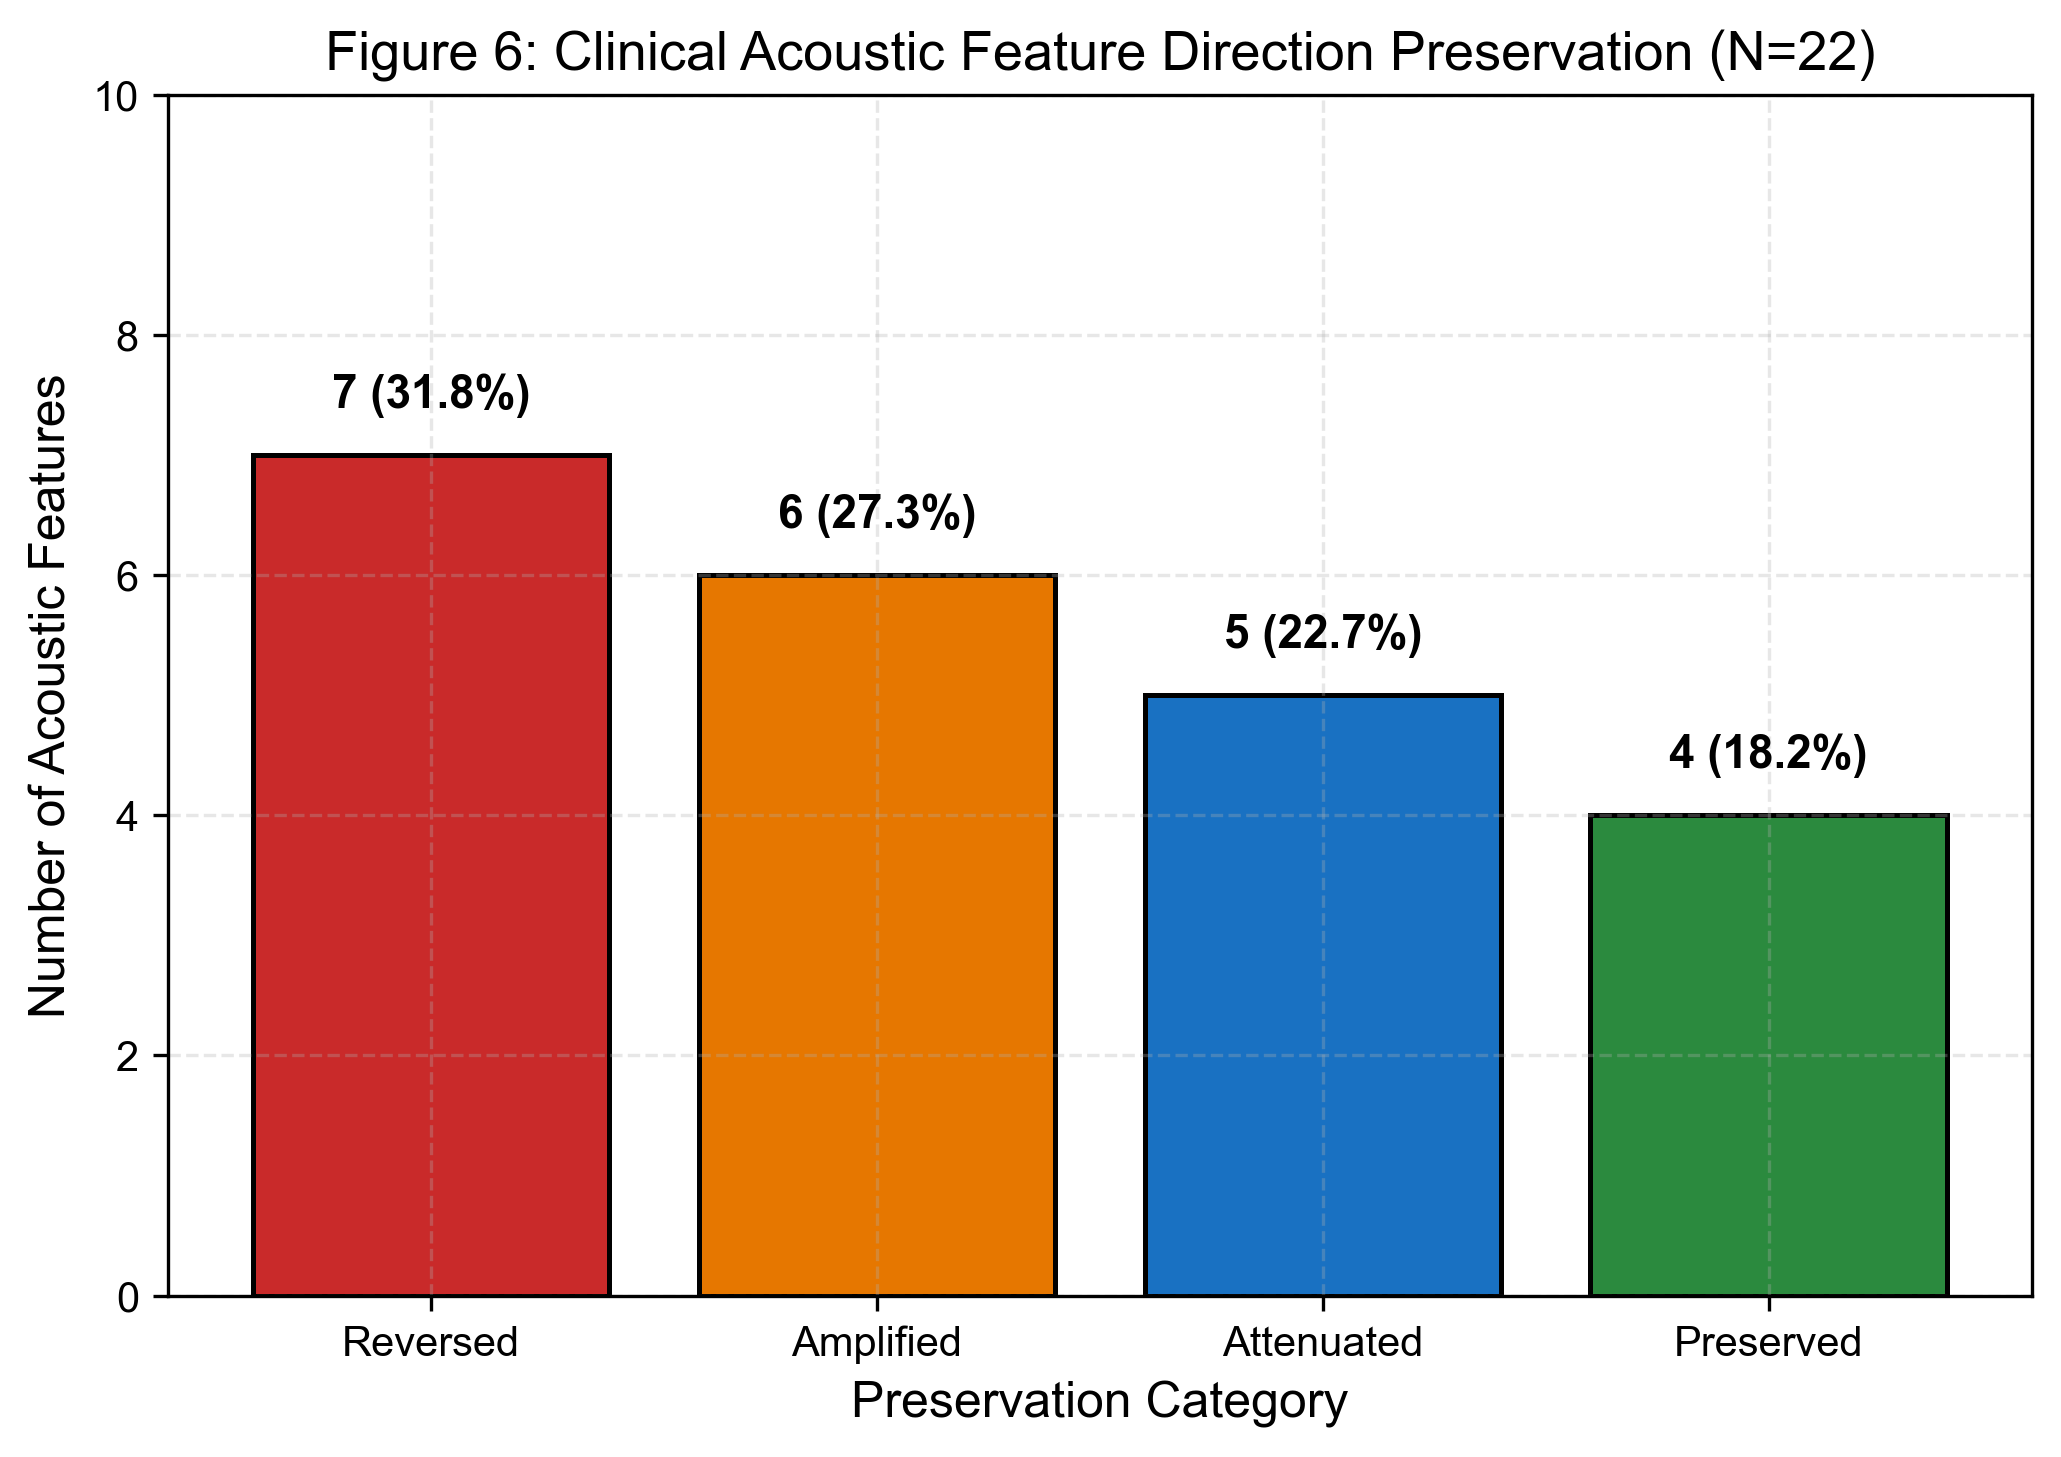 Figure 6: Clinical Acoustic Feature Direction Preservation (N=22)
10
8
6
4
2
0
Number of Acoustic Features
7 (31.8%)
6 (27.3%)
5 (22.7%)
4 (18.2%)
Reversed
Amplified
Attenuated
Preserved
Preservation Category